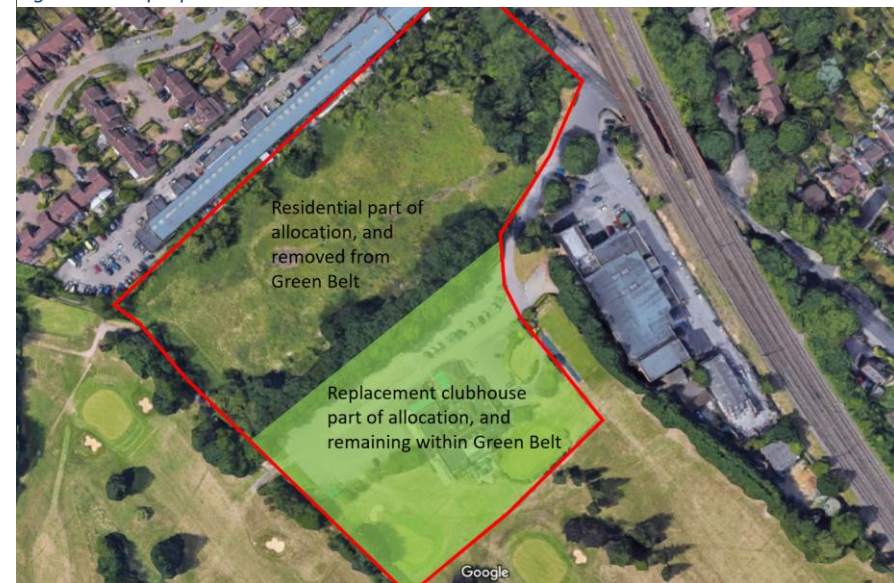 Residential part of
allocation, and
removed from
Green Belt
Replacement clubhouse
part of allocation, and
remaining within Green Belt
Google